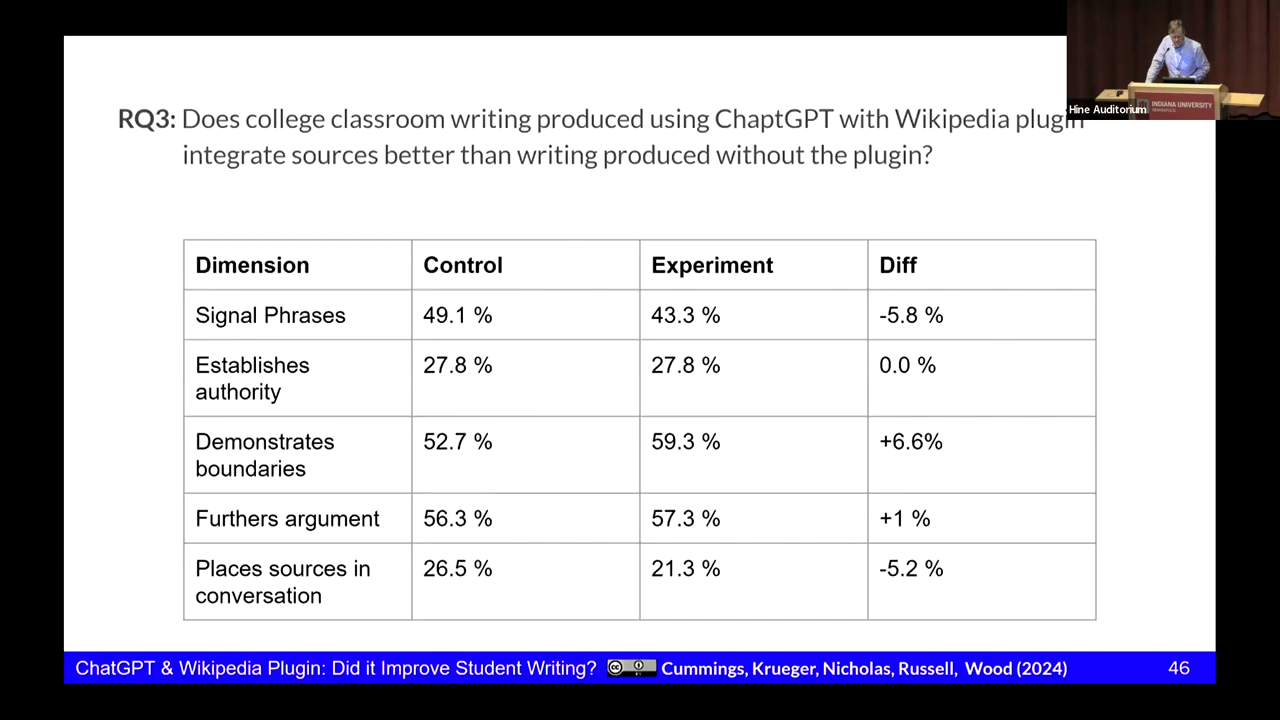 RQ3: Does college classroom writing produced using ChaptGPT with Wikipedia plugin
integrate sources better than writing produced without the plugin?
Hine Auditorium
INDIANA UNIVERSITY
Dimension Control Experiment Diff
Signal Phrases 49.1 % 43.3 % -5.8 %
Establishes authority 27.8 % 27.8 % 0.0 %
Demonstrates boundaries 52.7 % 59.3 % +6.6%
Furthers argument 56.3 % 57.3 % +1 %
Places sources in conversation 26.5 % 21.3 % -5.2 %
ChatGPT & Wikipedia Plugin: Did it Improve Student Writing? Cummings, Krueger, Nicholas, Russell, Wood (2024) 46